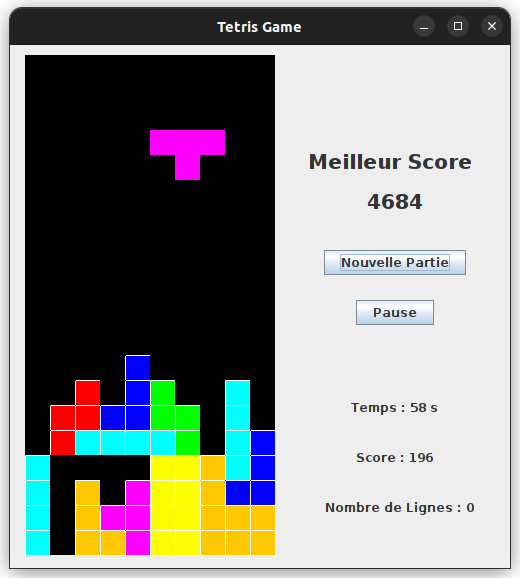 Tetris Game
Meilleur Score
4684
Nouvelle Partie
Pause
Temps : 58 s
Score : 196
Nombre de Lignes : 0